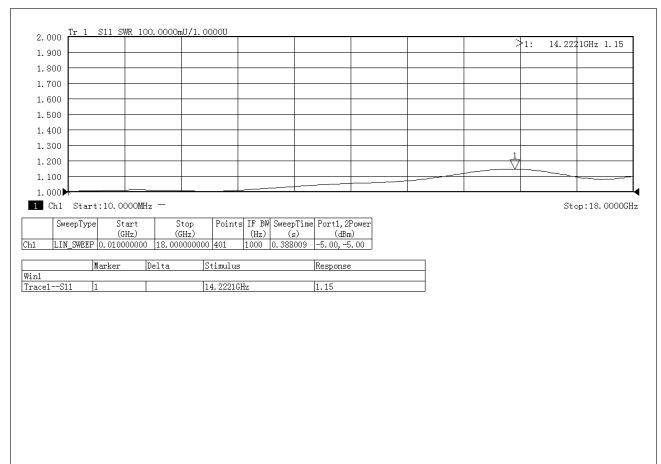 Tr 1 S11 SWR 100.0000mU/1.0000U
>1: 14.2221GHz 1.15
2.000
1.900
1.800
1.700
1.600
1.500
1.400
1.300
1.200
1.100
1.000
1
1 Ch1 Start:10.0000MHz — Stop:18.0000GHz
SweepType Start (GHz) Stop (GHz) Points IF BW (Hz) SweepTime (s) Port1,2Power (dBm)
Ch1 LIN_SWEEP 0.010000000 18.000000000 401 1000 0.388009 -5.00,-5.00
Marker Delta Stimulus Response
Win1
Trace1--S11 1 14.2221GHz 1.15